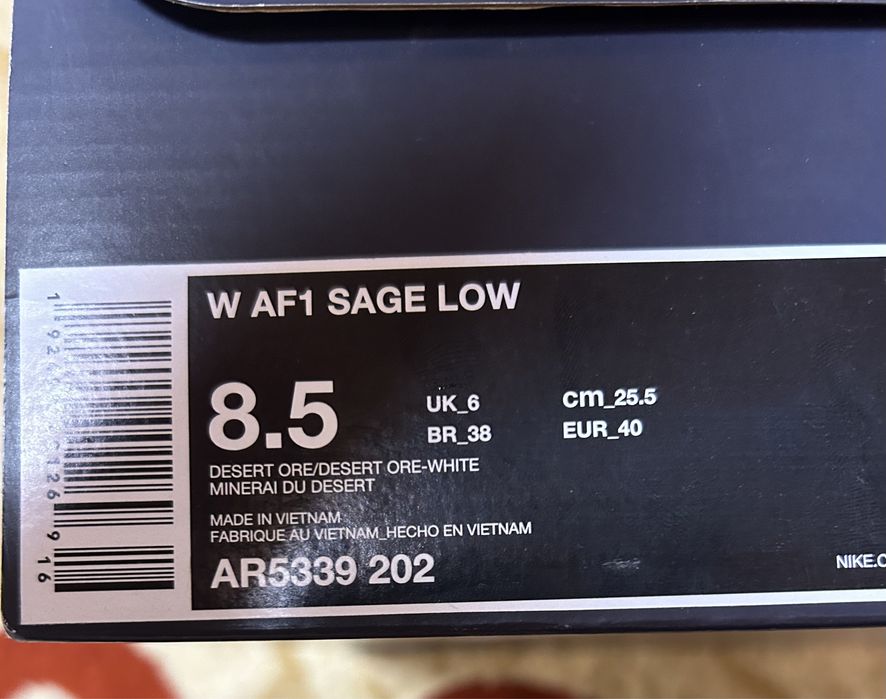 W AF1 SAGE LOW
8.5
UK_6 cm_25.5
BR_38 EUR_40
DESERT ORE/DESERT ORE-WHITE
MINERAI DU DESERT
MADE IN VIETNAM
FABRIQUE AU VIETNAM_HECHO EN VIETNAM
AR5339 202
NIKE.C